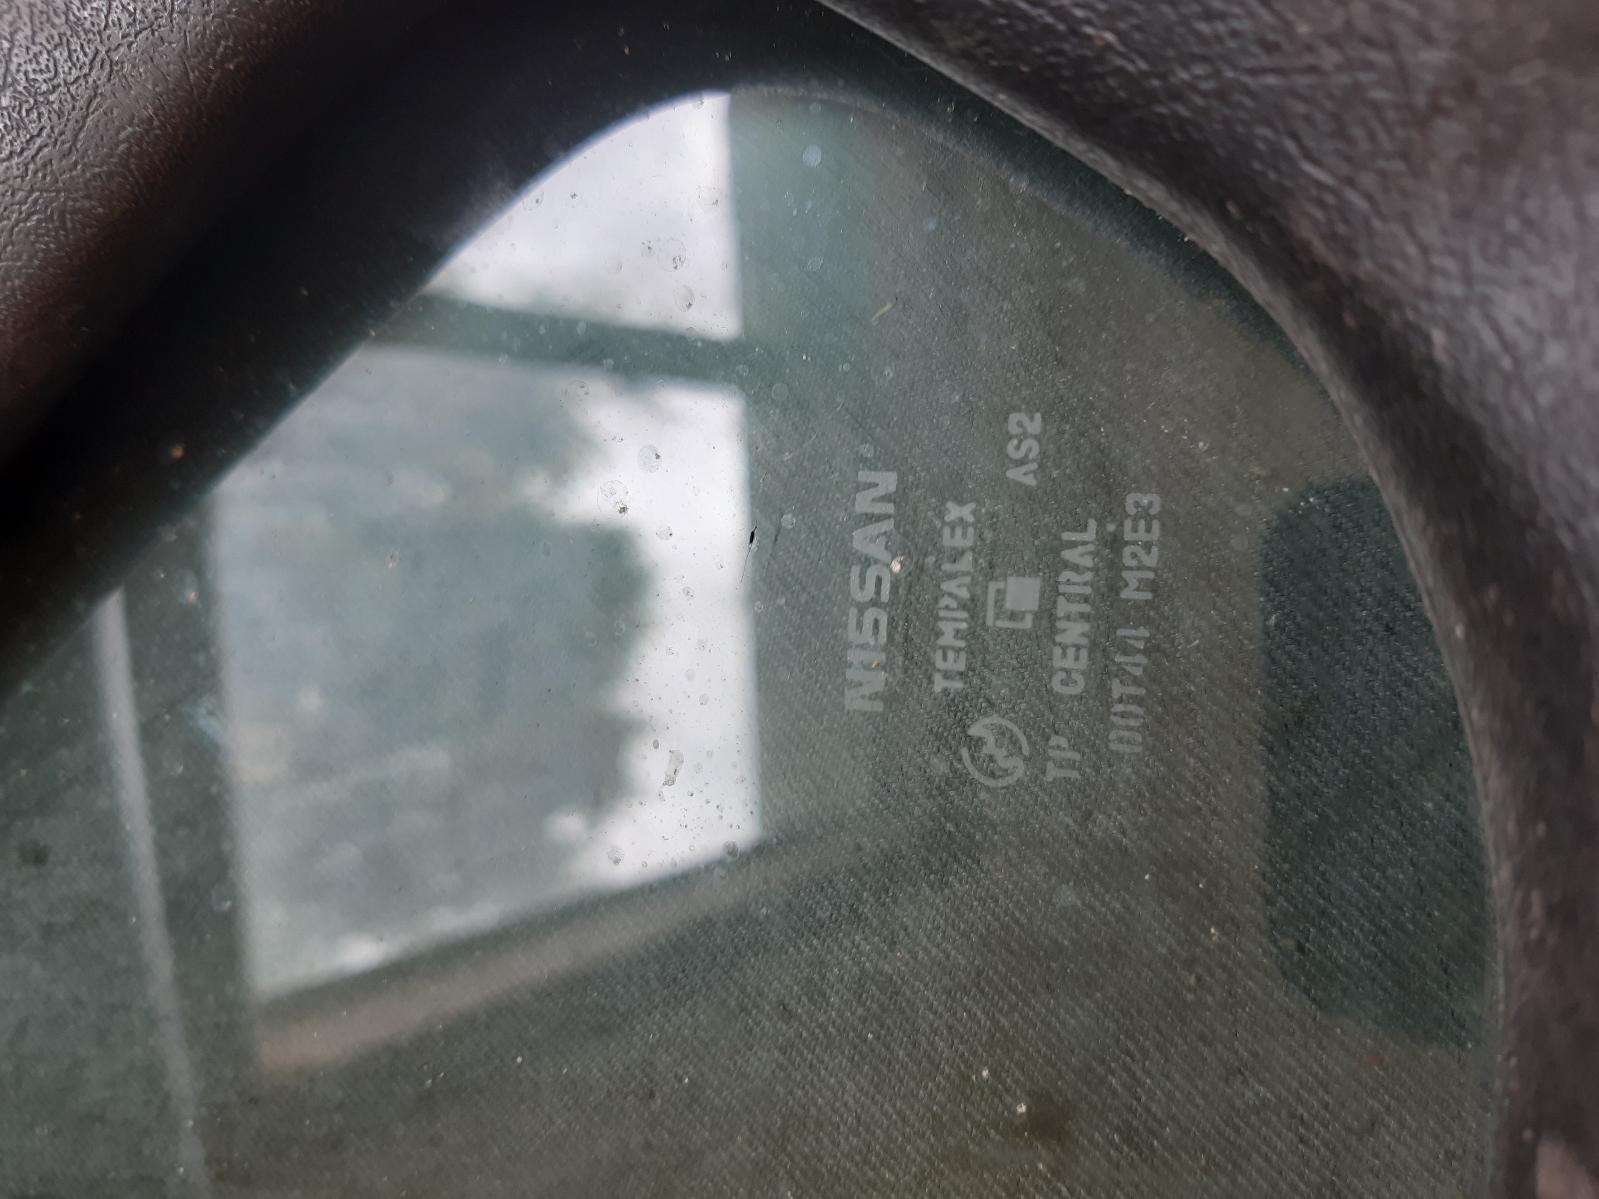 NISSAN
TEMPALEX
AS2
TP CENTRAL
DOT44 M2E3